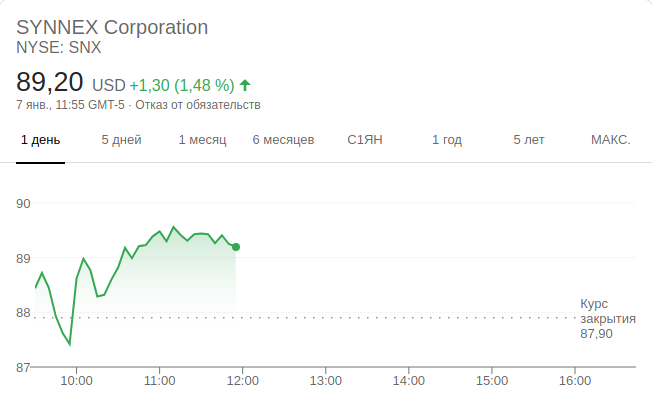 SYNNEX Corporation
NYSE: SNX
89,20 USD +1,30 (1,48 %)
7 янв., 11:55 GMT-5 · Отказ от обязательств
1 день 5 дней 1 месяц 6 месяцев С1ЯН 1 год 5 лет МАКС.
90
89
88
87
Курс
закрытия
87,90
10:00 11:00 12:00 13:00 14:00 15:00 16:00